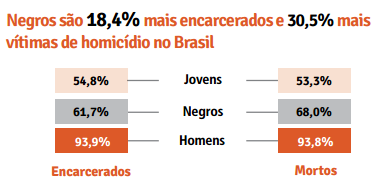 Negros são 18,4% mais encarcerados e 30,5% mais
vítimas de homicídio no Brasil
54,8% Jovens 53,3%
61,7% Negros 68,0%
93,9% Homens 93,8%
Encarcerados Mortos